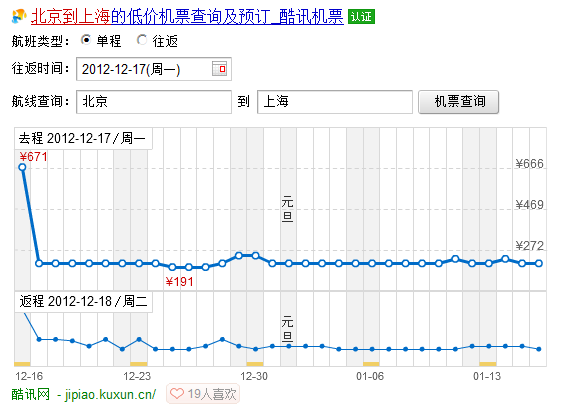 北京到上海的低价机票查询及预订_酷讯机票 认证
航班类型： 单程 往返
往返时间： 2012-12-17(周一)
航线查询： 北京 到 上海 机票查询
去程 2012-12-17/周一
¥671
¥666
元旦
¥469
¥272
¥191
返程 2012-12-18/周二
元旦
12-16 12-23 12-30 01-06 01-13
酷讯网 - jipiao.kuxun.cn/ 19人喜欢